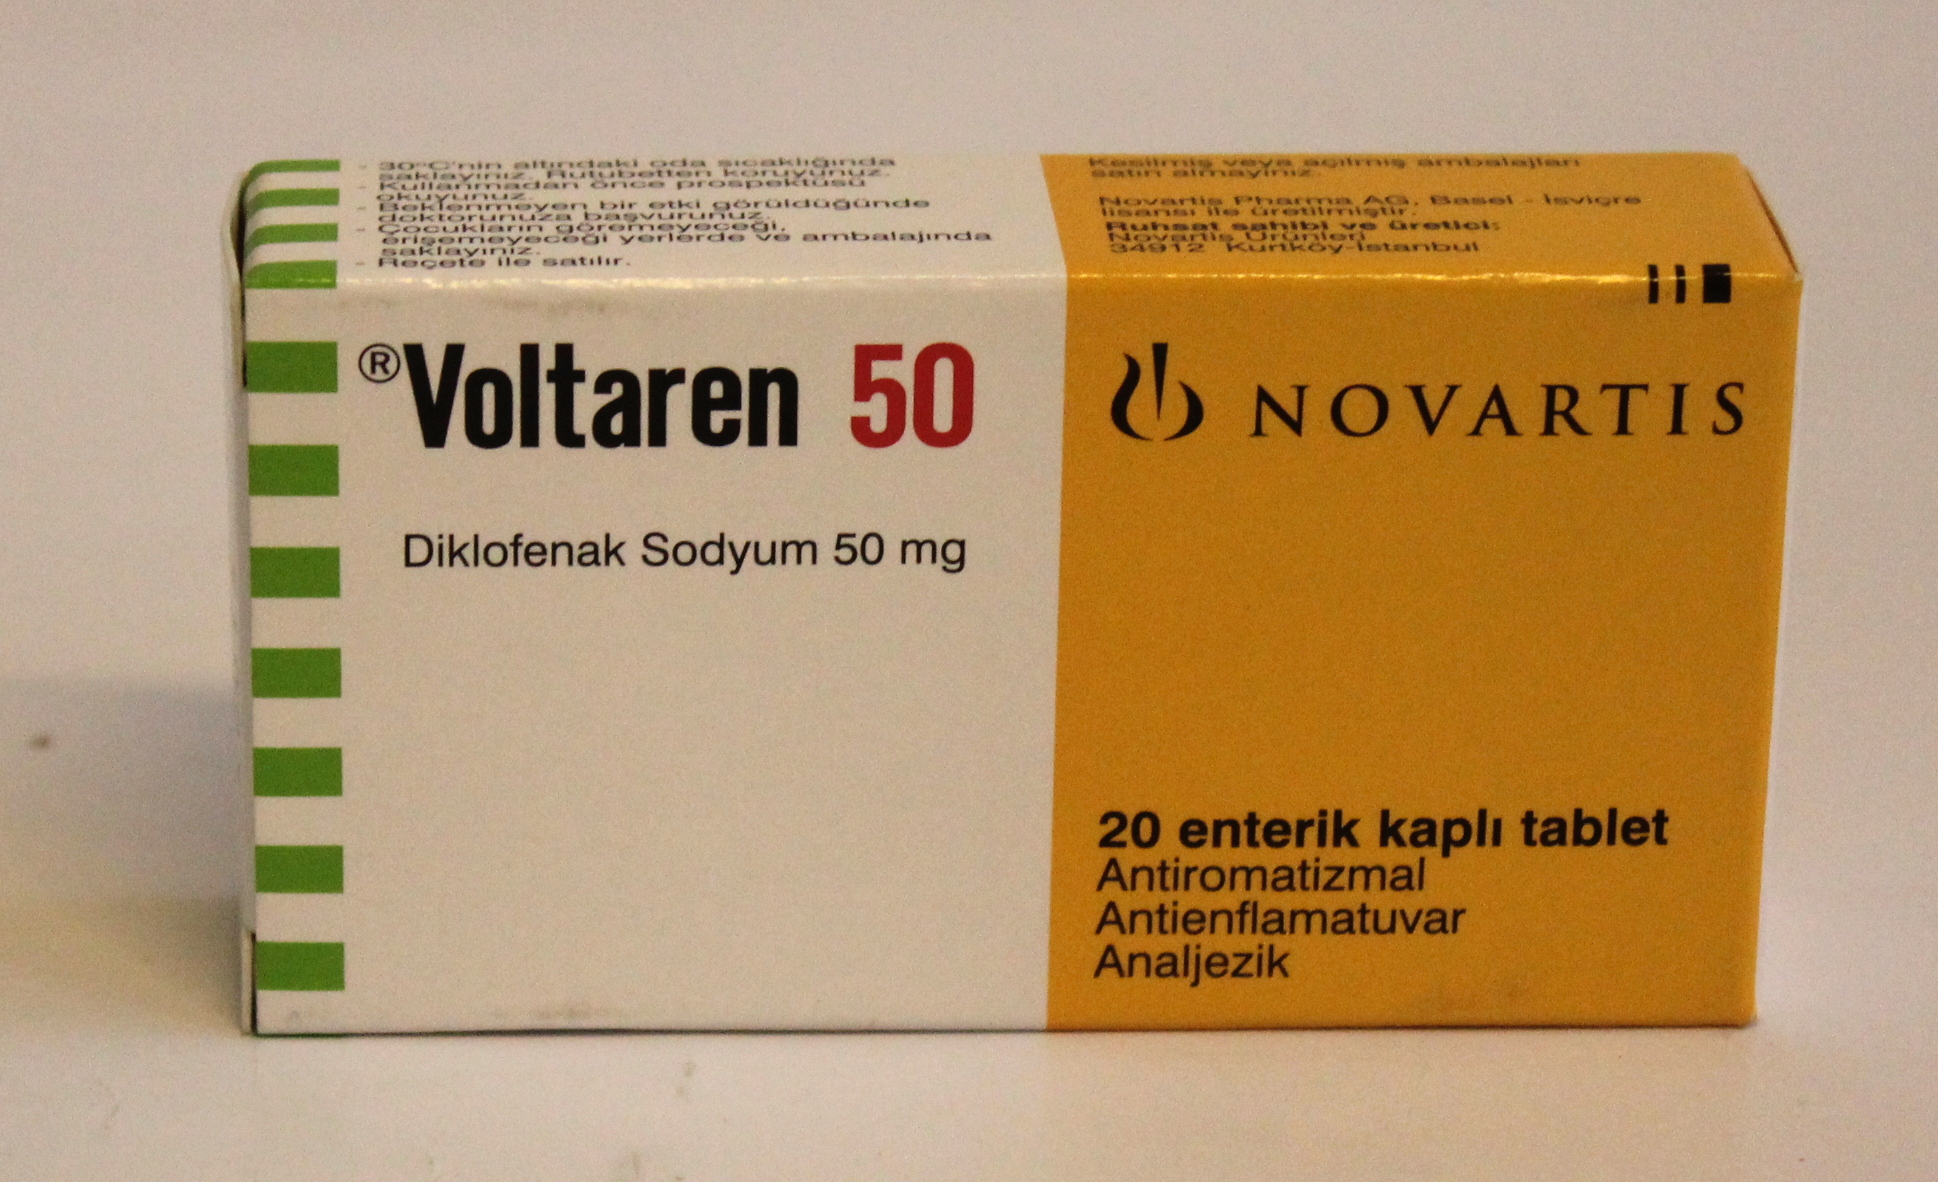 - 30°C'nin altındaki oda sıcaklığında
saklayınız. Rutubetten koruyunuz.
- Kullanmadan önce prospektüsü
okuyunuz.
- Beklenmeyen bir etki görüldüğünde
doktorunuza başvurunuz.
- Çocukların göremeyeceği,
erişemeyeceği yerlerde ve ambalajında
saklayınız.
- Reçete ile satılır.
Kesilmiş veya açılmış ambalajları
satın almayınız.
Novartis Pharma AG, Basel - İsviçre
lisansı ile üretilmiştir.
Ruhsat sahibi ve üretici:
Novartis Ürünleri
34912 Kurtköy-İstanbul
®Voltaren 50
Diklofenak Sodyum 50 mg
NOVARTIS
20 enterik kaplı tablet
Antiromatizmal
Antienflamatuvar
Analjezik